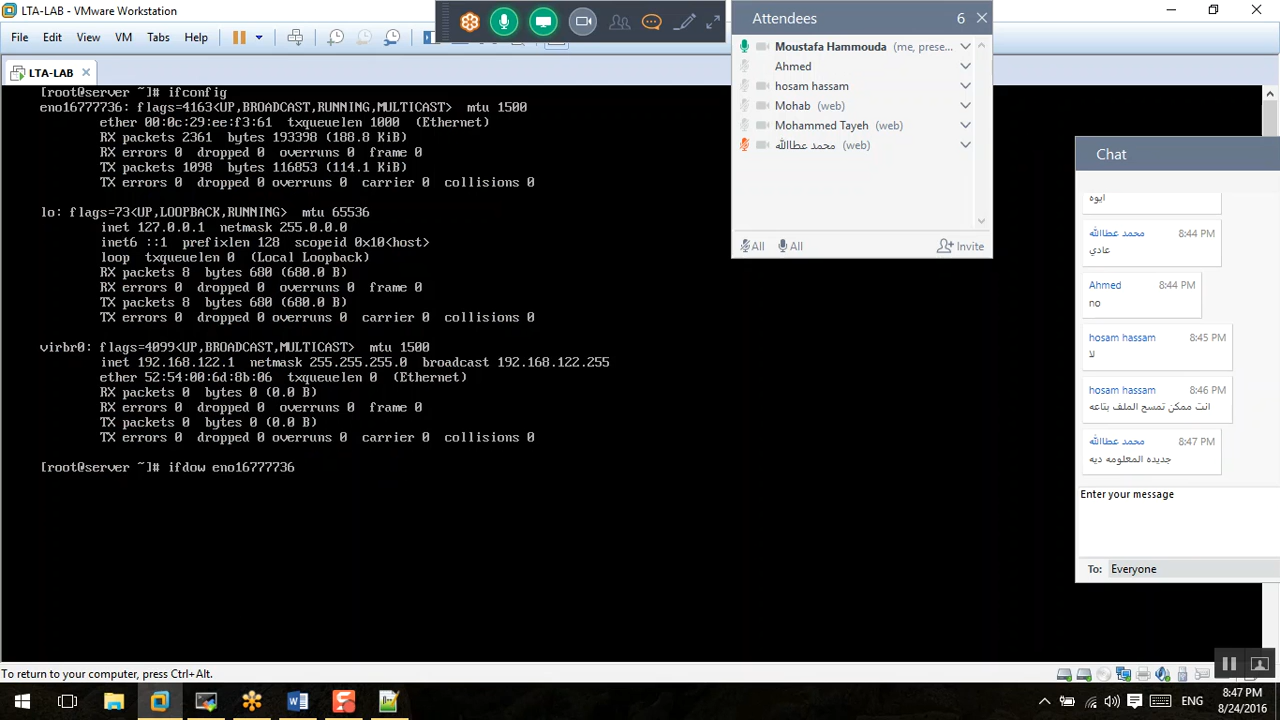 LTA-LAB - VMware Workstation
File Edit View VM Tabs Help
LTA-LAB
[root@server ~]# ifconfig
eno16777736: flags=4163<UP,BROADCAST,RUNNING,MULTICAST>  mtu 1500
ether 00:0c:29:ee:f3:61  txqueuelen 1000  (Ethernet)
RX packets 2361  bytes 193398 (188.8 KiB)
RX errors 0  dropped 0  overruns 0  frame 0
TX packets 1098  bytes 116853 (114.1 KiB)
TX errors 0  dropped 0 overruns 0  carrier 0  collisions 0
lo: flags=73<UP,LOOPBACK,RUNNING>  mtu 65536
inet 127.0.0.1  netmask 255.0.0.0
inet6 ::1  prefixlen 128  scopeid 0x10<host>
loop  txqueuelen 0  (Local Loopback)
RX packets 8  bytes 680 (680.0 B)
RX errors 0  dropped 0  overruns 0  frame 0
TX packets 8  bytes 680 (680.0 B)
TX errors 0  dropped 0 overruns 0  carrier 0  collisions 0
virbr0: flags=4099<UP,BROADCAST,MULTICAST>  mtu 1500
inet 192.168.122.1  netmask 255.255.255.0  broadcast 192.168.122.255
ether 52:54:00:6d:8b:06  txqueuelen 0  (Ethernet)
RX packets 0  bytes 0 (0.0 B)
RX errors 0  dropped 0  overruns 0  frame 0
TX packets 0  bytes 0 (0.0 B)
TX errors 0  dropped 0 overruns 0  carrier 0  collisions 0
[root@server ~]# ifdow eno16777736
Attendees 6
Moustafa Hammouda (me, prese...
Ahmed
hosam hassam
Mohab (web)
Mohammed Tayeh (web)
محمد عطاالله (web)
All All Invite
Chat
ايوه
محمد عطاالله 8:44 PM
عادي
Ahmed 8:44 PM
no
hosam hassam 8:45 PM
لا
hosam hassam 8:46 PM
انت ممكن تمسح الملف بتاعه
محمد عطاالله 8:47 PM
جديده المعلومه ديه
Enter your message
To: Everyone
To return to your computer, press Ctrl+Alt.
ENG
8:47 PM
8/24/2016